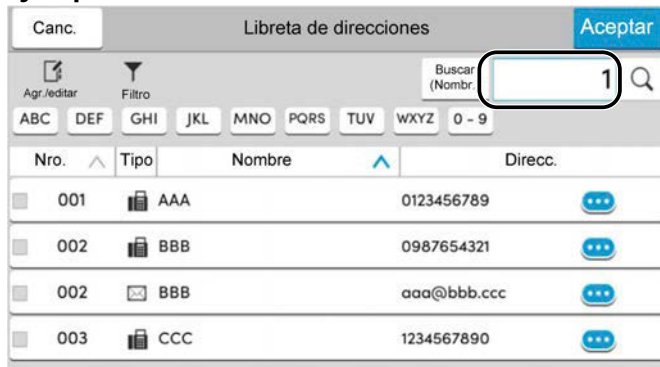 Canc. Libreta de direcciones Aceptar
Agr./editar Filtro Buscar (Nombr. 1
ABC DEF GHI JKL MNO PQRS TUV WXYZ 0 - 9
Nro. Tipo Nombre Direcc.
001 AAA 0123456789
002 BBB 0987654321
002 BBB aaa@bbb.ccc
003 CCC 1234567890